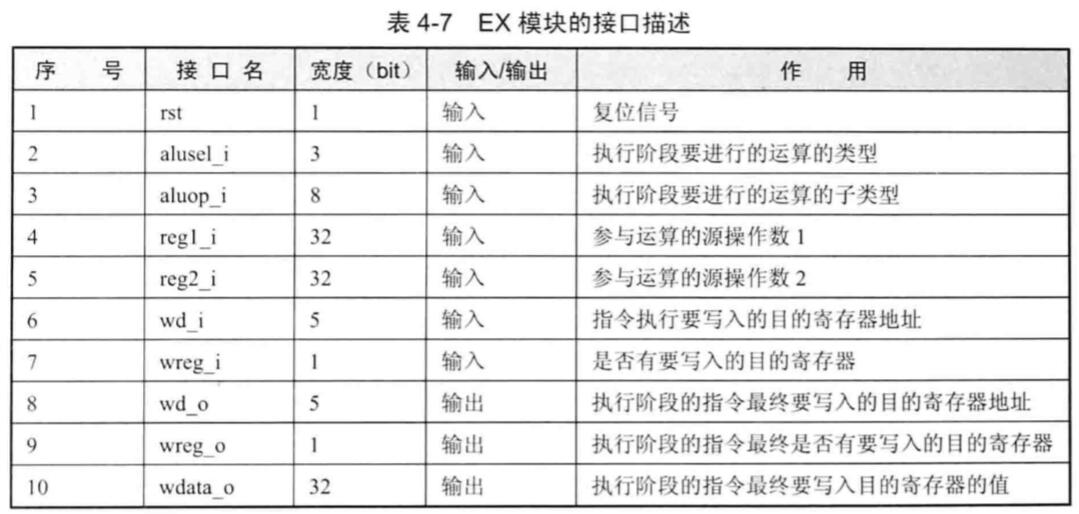 表 4-7 EX 模块的接口描述
序 号 接 口 名 宽度（bit） 输入/输出 作 用
1 rst 1 输入 复位信号
2 alusel_i 3 输入 执行阶段要进行的运算的类型
3 aluop_i 8 输入 执行阶段要进行的运算的子类型
4 reg1_i 32 输入 参与运算的源操作数 1
5 reg2_i 32 输入 参与运算的源操作数 2
6 wd_i 5 输入 指令执行要写入的目的寄存器地址
7 wreg_i 1 输入 是否有要写入的目的寄存器
8 wd_o 5 输出 执行阶段的指令最终要写入的目的寄存器地址
9 wreg_o 1 输出 执行阶段的指令最终是否有要写入的目的寄存器
10 wdata_o 32 输出 执行阶段的指令最终要写入目的寄存器的值